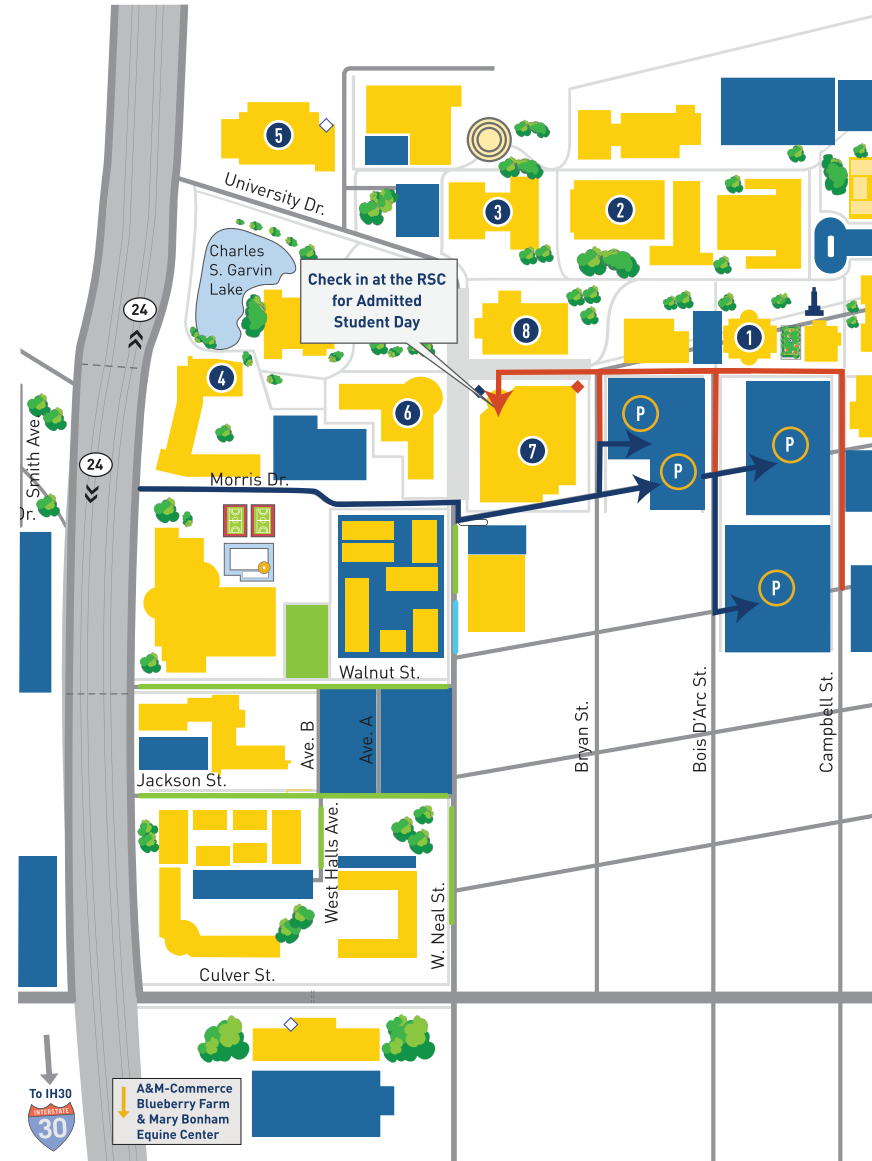 5
University Dr.
3
2
Charles
S. Garvin
Lake
Check in at the RSC
for Admitted
Student Day
24
8
1
4
6
7
P
P
P
P
24
Smith Ave.
Dr.
Morris Dr.
Walnut St.
Ave. B
Ave. A
Bryan St.
Bois D'Arc St.
Campbell St.
Jackson St.
West Halls Ave.
W. Neal St.
Culver St.
To IH30
INTERSTATE
30
A&M-Commerce
Blueberry Farm
& Mary Bonham
Equine Center